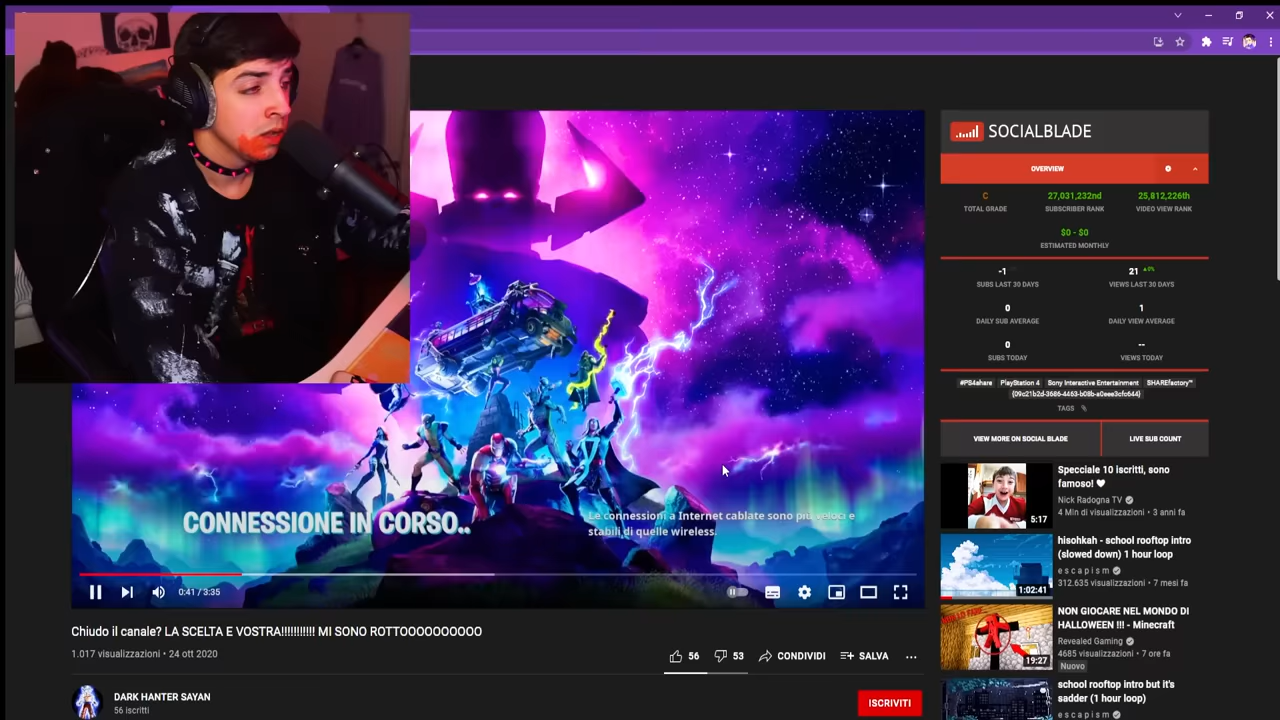 CONNESSIONE IN CORSO..
Le connessioni a Internet cablate sono più veloci e
stabili di quelle wireless.
0:41 / 3:35
Chiudo il canale? LA SCELTA E VOSTRA!!!!!!!!!!! MI SONO ROTTOOOOOOOOOO
1.017 visualizzazioni • 24 ott 2020
56
53
CONDIVIDI
SALVA
DARK HANTER SAYAN
56 iscritti
ISCRIVITI
SOCIALBLADE
OVERVIEW
C
27,031,232nd
25,812,226th
TOTAL GRADE
SUBSCRIBER RANK
VIDEO VIEW RANK
$0 - $0
ESTIMATED MONTHLY
-1
21 ▲0%
SUBS LAST 30 DAYS
VIEWS LAST 30 DAYS
0
1
DAILY SUB AVERAGE
DAILY VIEW AVERAGE
0
--
SUBS TODAY
VIEWS TODAY
#PS4share PlayStation 4 Sony Interactive Entertainment SHAREfactory™
TAGS
VIEW MORE ON SOCIAL BLADE
LIVE SUB COUNT
Specciale 10 iscritti, sono
famoso! ♥
Nick Radogna TV
4 Mln di visualizzazioni • 3 anni fa
5:17
hisohkah - school rooftop intro
(slowed down) 1 hour loop
e s c a p i s m
312.635 visualizzazioni • 7 mesi fa
1:02:41
NON GIOCARE NEL MONDO DI
HALLOWEEN !!! - Minecraft
Revealed Gaming
4685 visualizzazioni • 7 ore fa
Nuovo
19:27
school rooftop intro but it's
sadder (1 hour loop)
e s c a p i s m